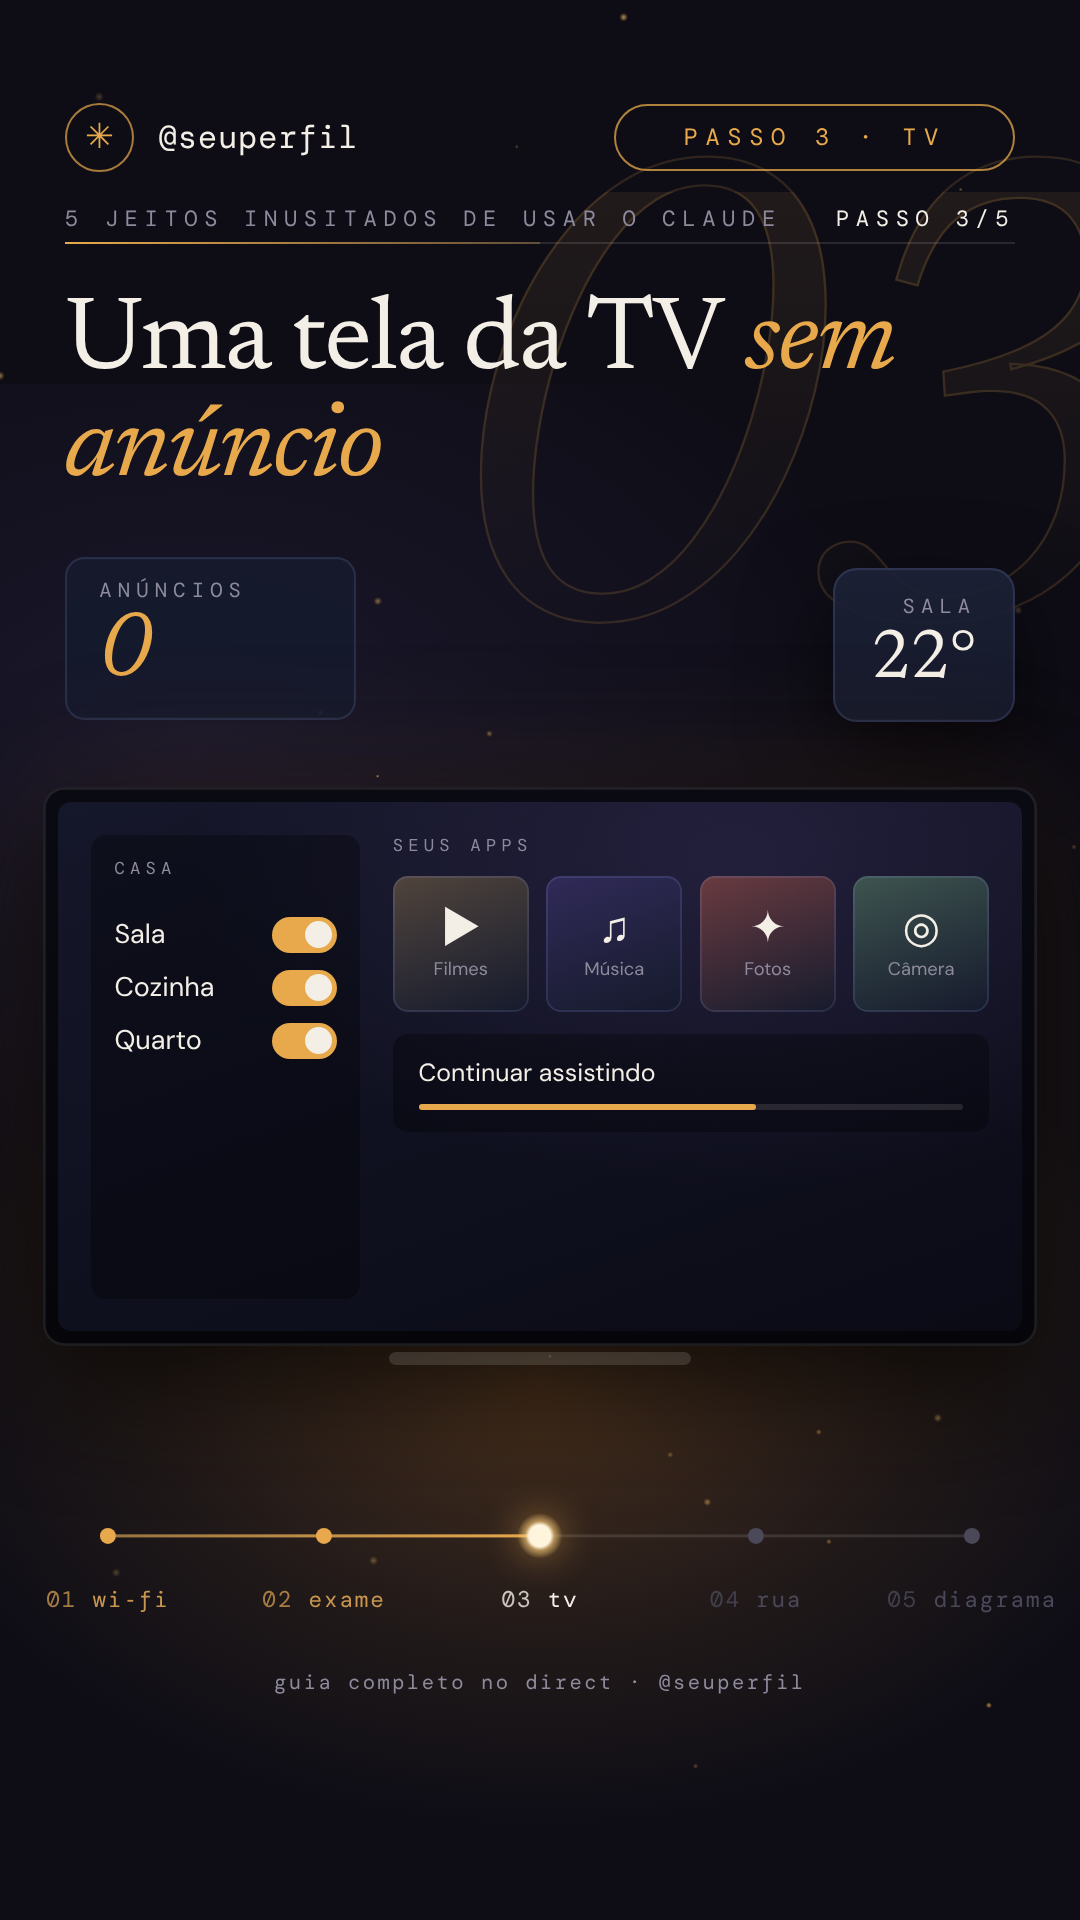 @seuperfil
PASSO 3 · TV
5 JEITOS INUSITADOS DE USAR O CLAUDE
PASSO 3/5
03
Uma tela da TV sem
anúncio
ANÚNCIOS
0
SALA
22°
CASA
Sala
Cozinha
Quarto
SEUS APPS
Filmes
Música
Fotos
Câmera
Continuar assistindo
01 wi-fi
02 exame
03 tv
04 rua
05 diagrama
guia completo no direct · @seuperfil